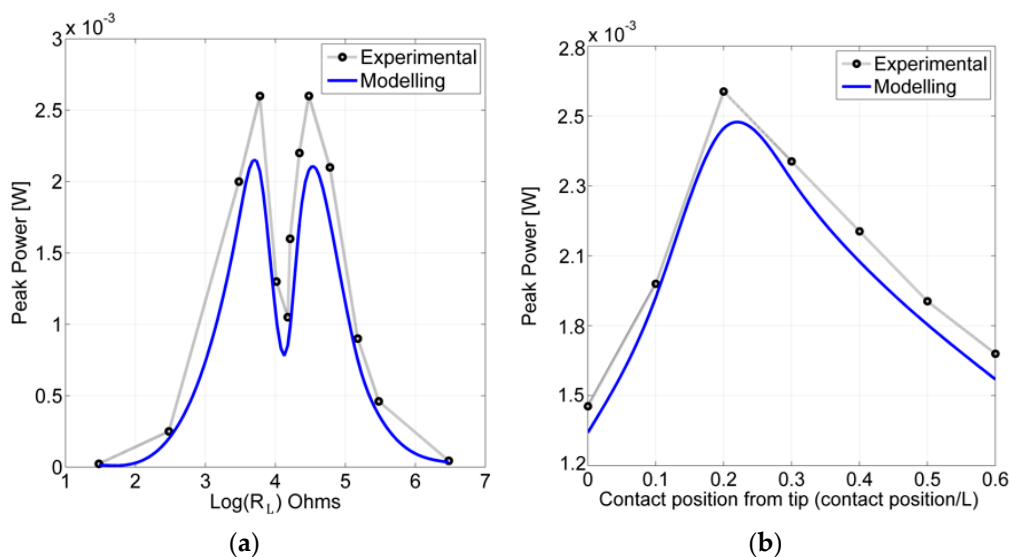 x 10⁻³
3
2.5
2
1.5
1
0.5
0
Peak Power [W]
Experimental
Modelling
1 2 3 4 5 6 7
Log(R_L) Ohms
(a)
x 10⁻³
2.8
2.5
2.3
2.1
1.8
1.5
1.2
Peak Power [W]
Experimental
Modelling
0 0.1 0.2 0.3 0.4 0.5 0.6
Contact position from tip (contact position/L)
(b)